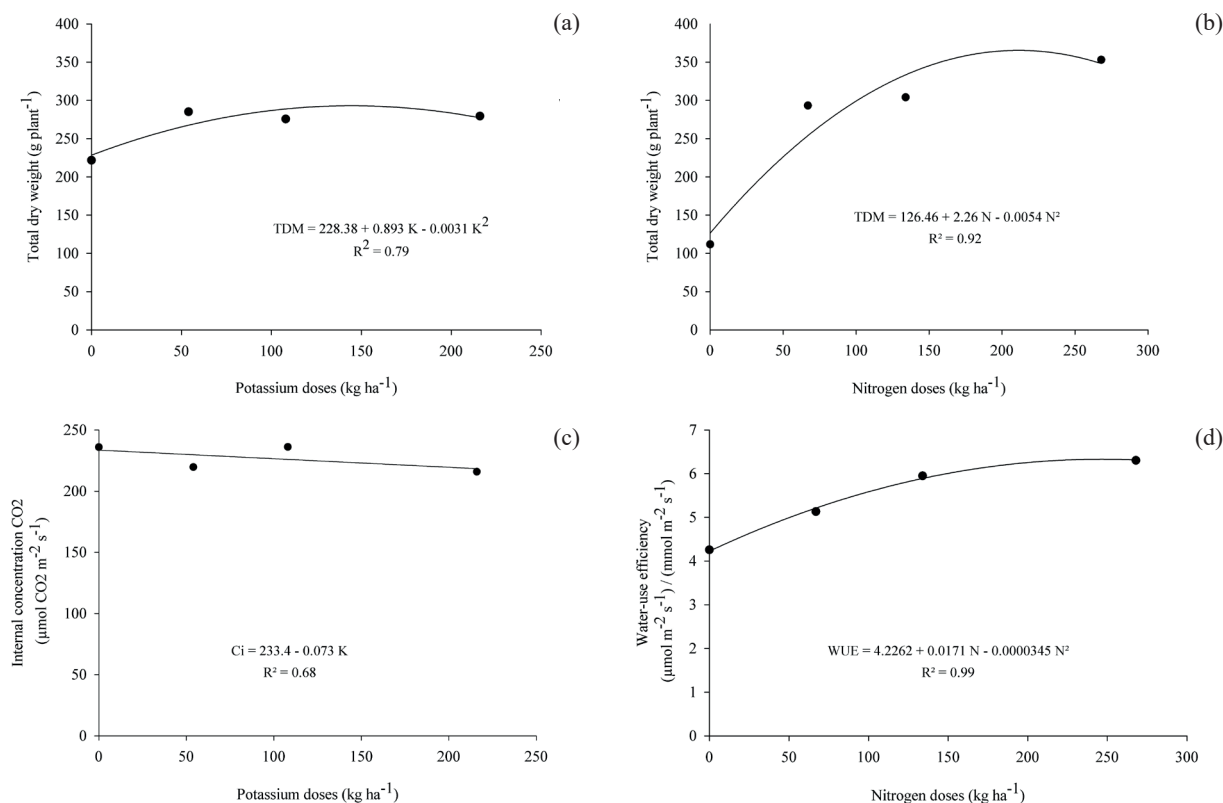 (a)
400
350
300
250
200
150
100
50
0
Total dry weight (g plant⁻¹)
TDM = 228.38 + 0.893 K - 0.0031 K²
R² = 0.79
0 50 100 150 200 250
Potassium doses (kg ha⁻¹)
(b)
400
350
300
250
200
150
100
50
0
Total dry weight (g plant⁻¹)
TDM = 126.46 + 2.26 N - 0.0054 N²
R² = 0.92
0 50 100 150 200 250 300
Nitrogen doses (kg ha⁻¹)
(c)
250
200
150
100
50
0
Internal concentration CO2
(µmol CO2 m⁻² s⁻¹)
Ci = 233.4 - 0.073 K
R² = 0.68
0 50 100 150 200 250
Potassium doses (kg ha⁻¹)
(d)
7
6
5
4
3
2
1
0
Water-use efficiency
(µmol m⁻² s⁻¹) / (mmol m⁻² s⁻¹)
WUE = 4.2262 + 0.0171 N - 0.0000345 N²
R² = 0.99
0 50 100 150 200 250 300
Nitrogen doses (kg ha⁻¹)